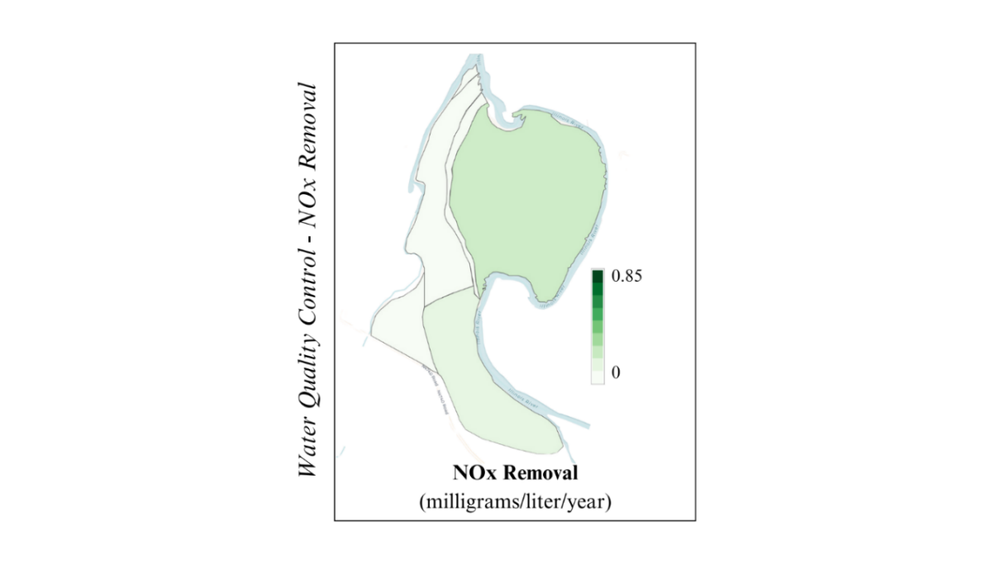 Water Quality Control - NOx Removal
0.85
0
NOx Removal
(milligrams/liter/year)